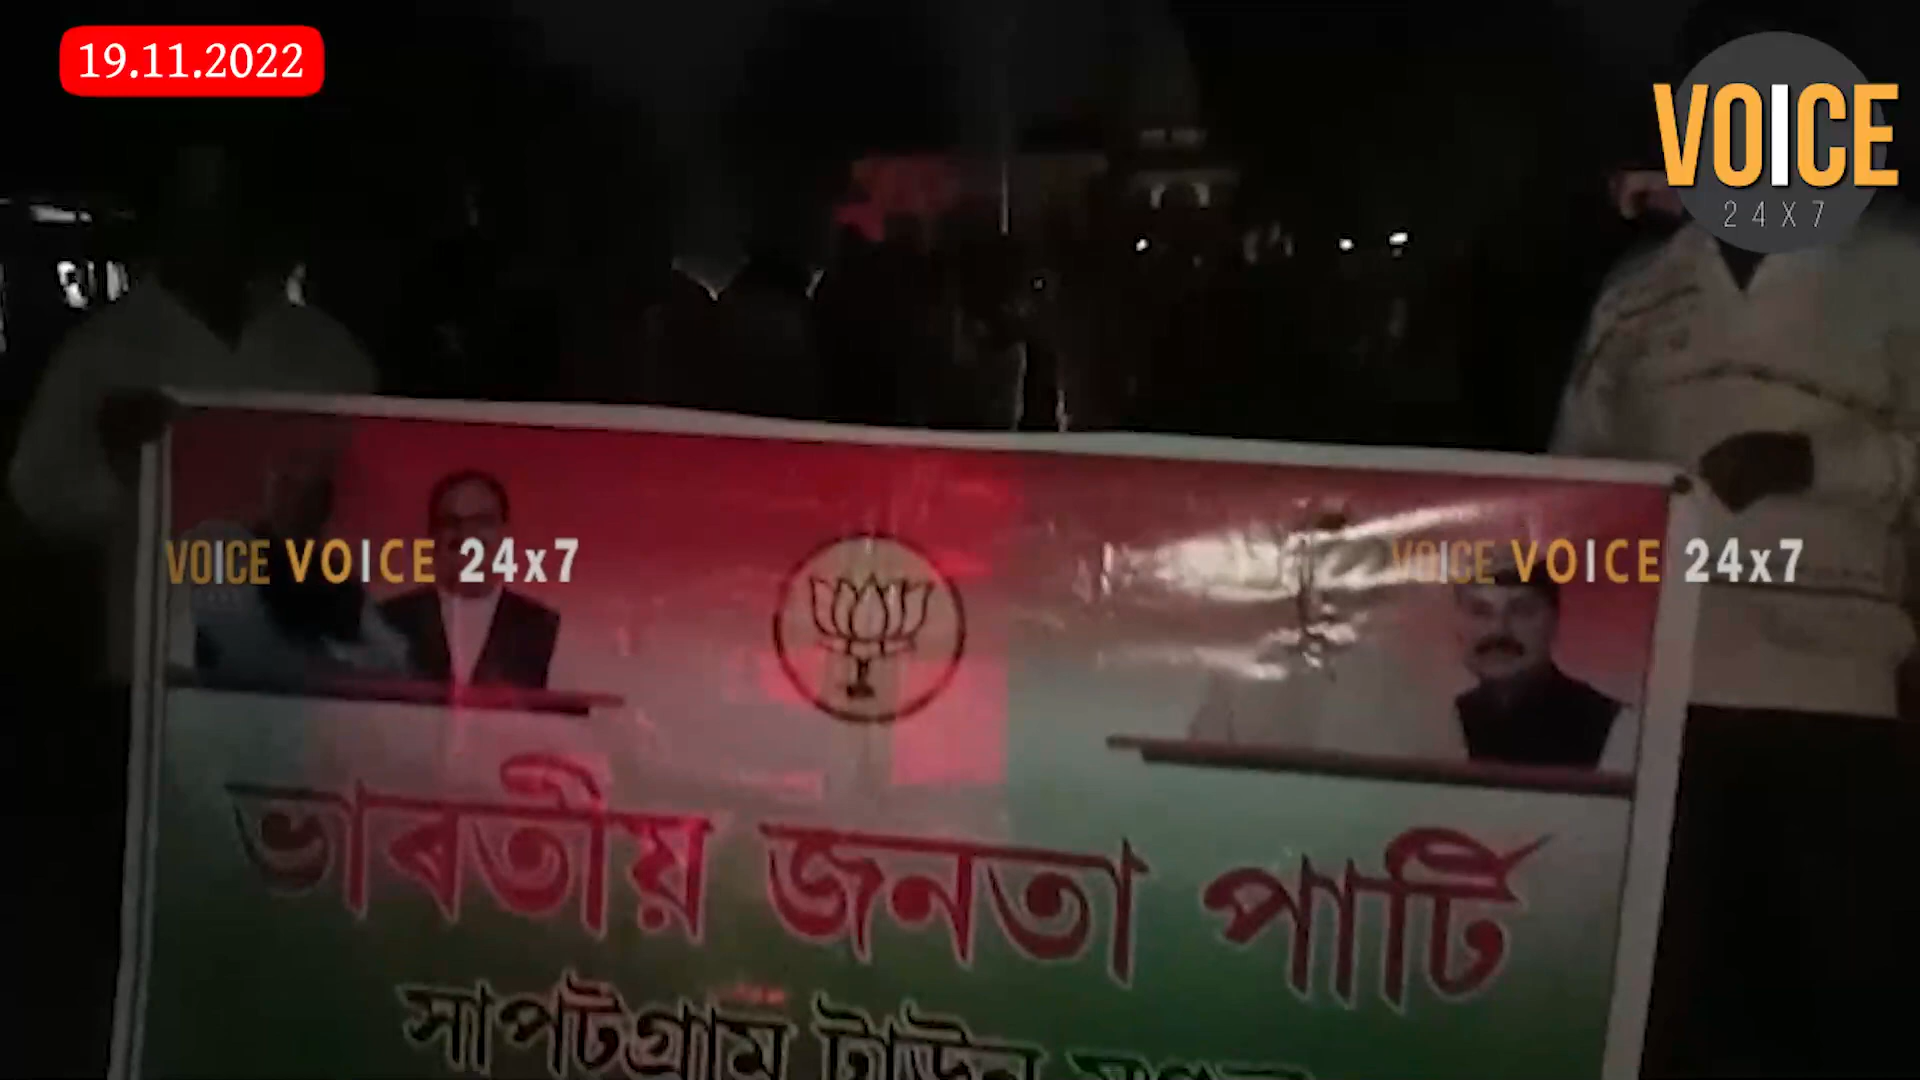 19.11.2022
VOICE
24X7
VOICE VOICE 24x7
VOICE VOICE 24x7
ভাৰতীয় জনতা পার্টি
সাপটগ্রাম টাউন